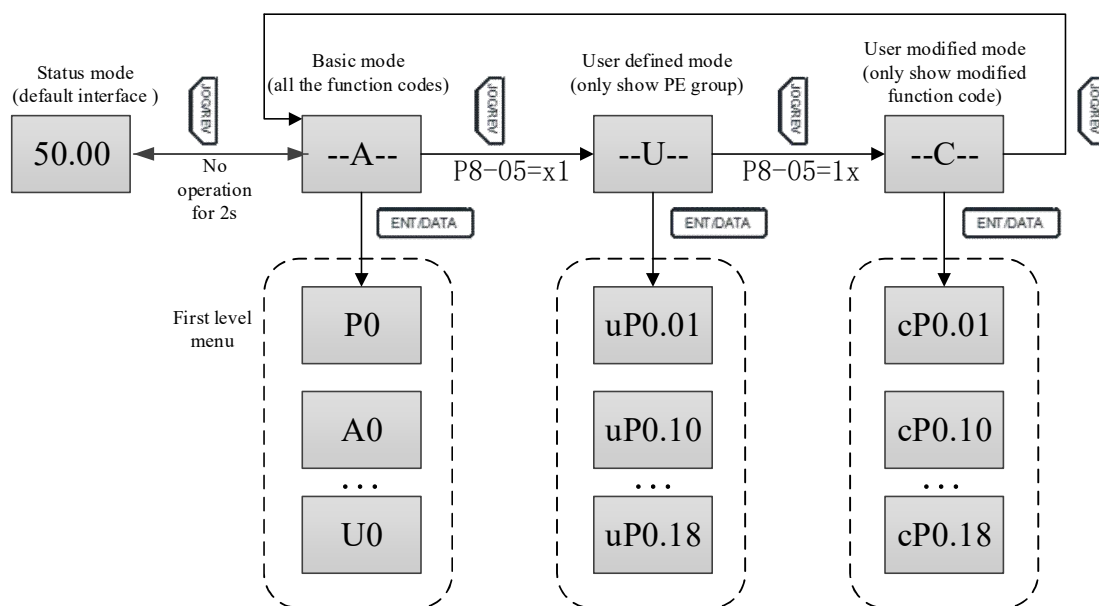 Status mode
(default interface )
Basic mode
(all the function codes)
User defined mode
(only show PE group)
User modified mode
(only show modified
function code)
JOG/REV
JOG/REV
JOG/REV
JOG/REV
50.00
--A--
--U--
--C--
No
operation
for 2s
P8-05=x1
P8-05=1x
ENT/DATA
ENT/DATA
ENT/DATA
First level
menu
P0
uP0.01
cP0.01
A0
uP0.10
cP0.10
...
...
...
U0
uP0.18
cP0.18